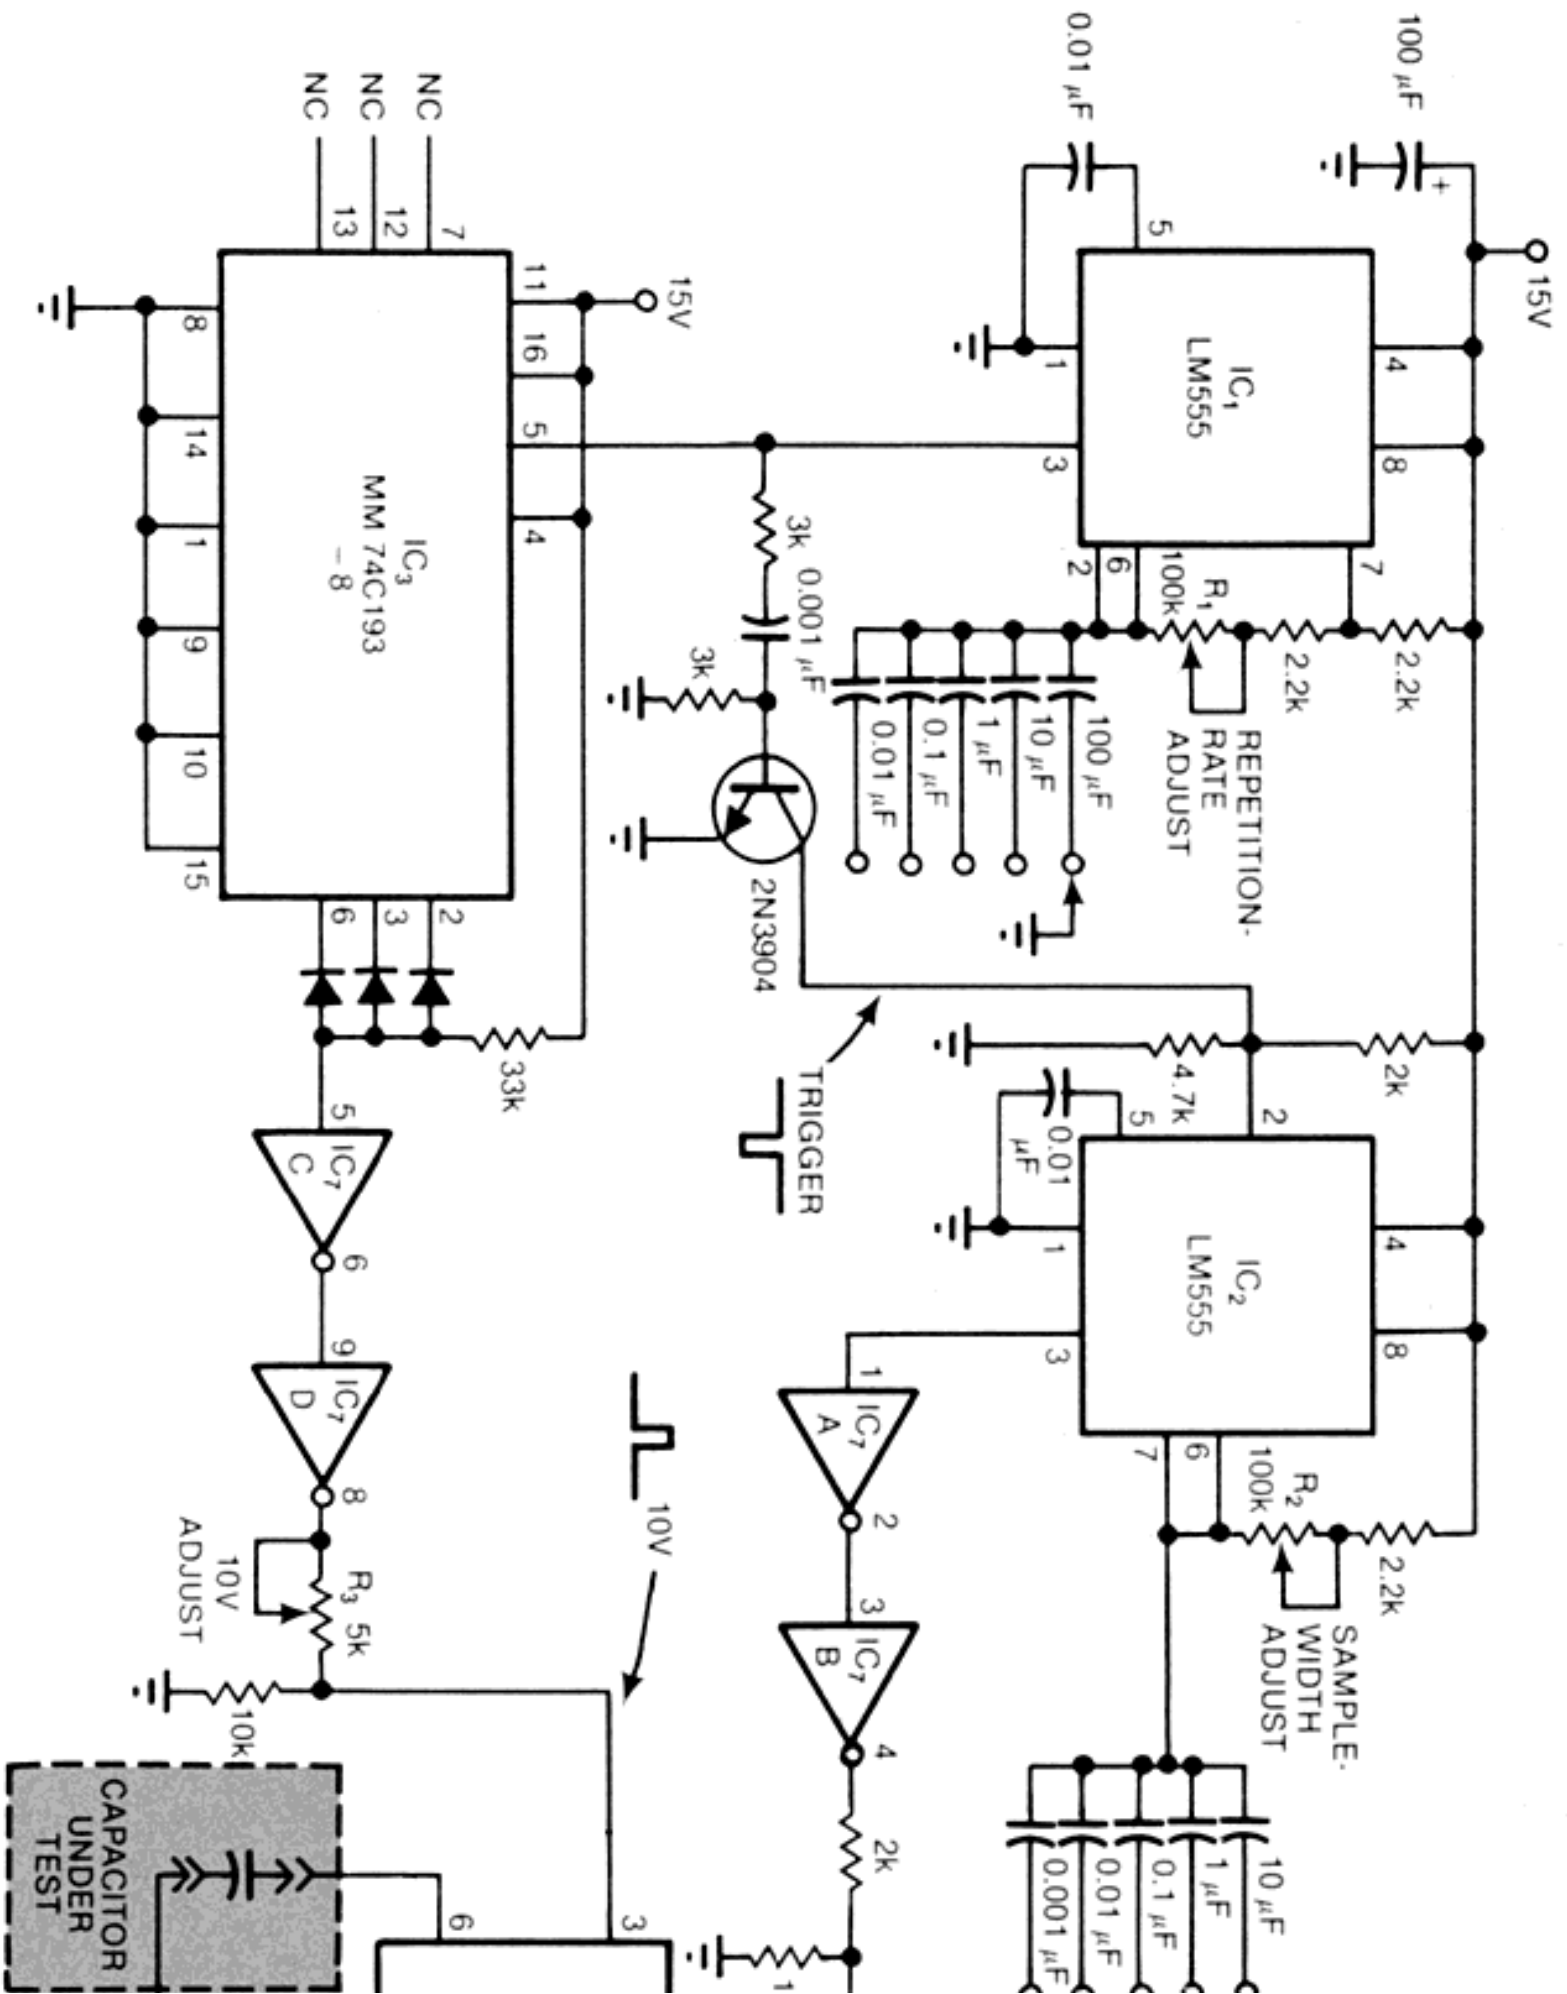 15V
100 µF
+
0.01 µF
5
4
8
IC1
LM555
1
3
7
6
2
2.2k
2.2k
R1
100k
REPETITION-
RATE
ADJUST
100 µF
10 µF
1 µF
0.1 µF
0.01 µF
2k
4.7k
2
5
0.01
µF
4
8
IC2
LM555
1
3
6
7
2.2k
R2
100k
SAMPLE-
WIDTH
ADJUST
10 µF
1 µF
0.1 µF
0.01 µF
0.001 µF
3k
0.001 µF
3k
2N3904
TRIGGER
1
IC7
A
2
3
IC7
B
4
2k
1
15V
NC
NC
NC
7
12
13
11
16
5
4
IC3
MM 74C193
-8
8
14
1
9
10
15
2
3
6
33k
5
IC7
C
6
9
IC7
D
8
R3
5k
10V
ADJUST
10V
10k
3
6
CAPACITOR
UNDER
TEST